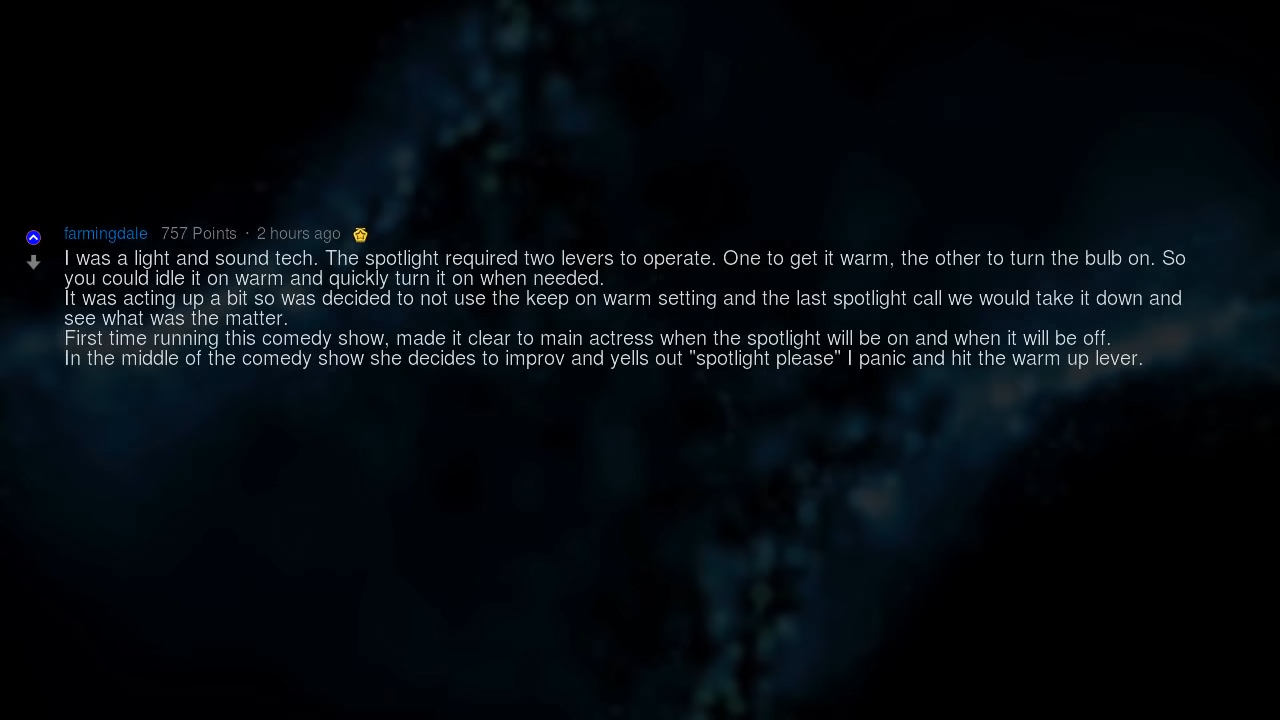 farmingdale 757 Points · 2 hours ago
I was a light and sound tech. The spotlight required two levers to operate. One to get it warm, the other to turn the bulb on. So
you could idle it on warm and quickly turn it on when needed.
It was acting up a bit so was decided to not use the keep on warm setting and the last spotlight call we would take it down and
see what was the matter.
First time running this comedy show, made it clear to main actress when the spotlight will be on and when it will be off.
In the middle of the comedy show she decides to improv and yells out "spotlight please" I panic and hit the warm up lever.